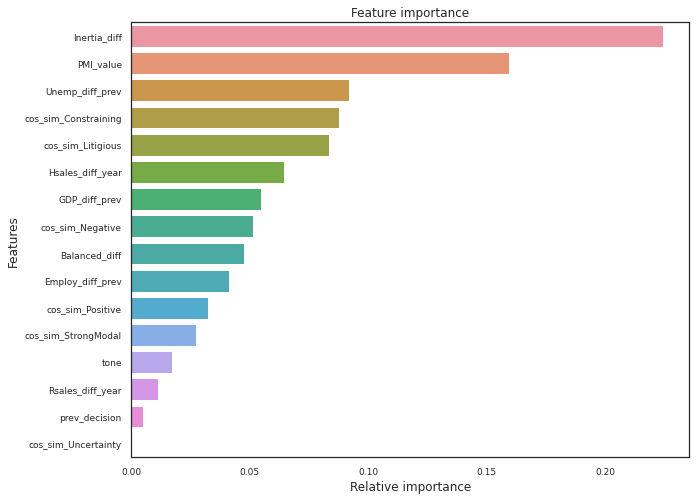 Feature importance
Features
Inertia_diff
PMI_value
Unemp_diff_prev
cos_sim_Constraining
cos_sim_Litigious
Hsales_diff_year
GDP_diff_prev
cos_sim_Negative
Balanced_diff
Employ_diff_prev
cos_sim_Positive
cos_sim_StrongModal
tone
Rsales_diff_year
prev_decision
cos_sim_Uncertainty
0.00 0.05 0.10 0.15 0.20
Relative importance